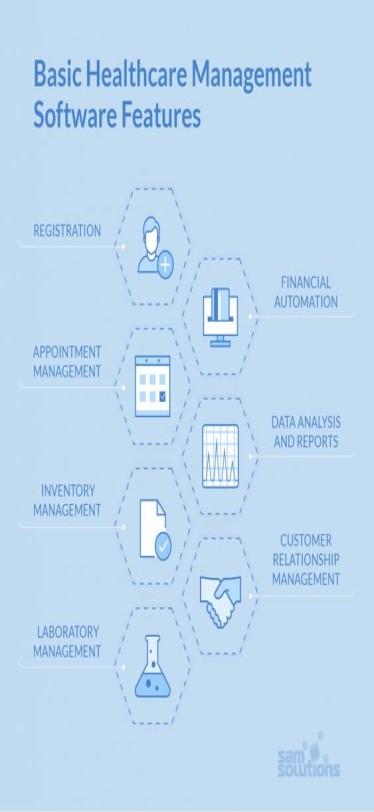 Basic Healthcare Management
Software Features
REGISTRATION
FINANCIAL
AUTOMATION
APPOINTMENT
MANAGEMENT
DATA ANALYSIS
AND REPORTS
INVENTORY
MANAGEMENT
CUSTOMER
RELATIONSHIP
MANAGEMENT
LABORATORY
MANAGEMENT
sam
solutions